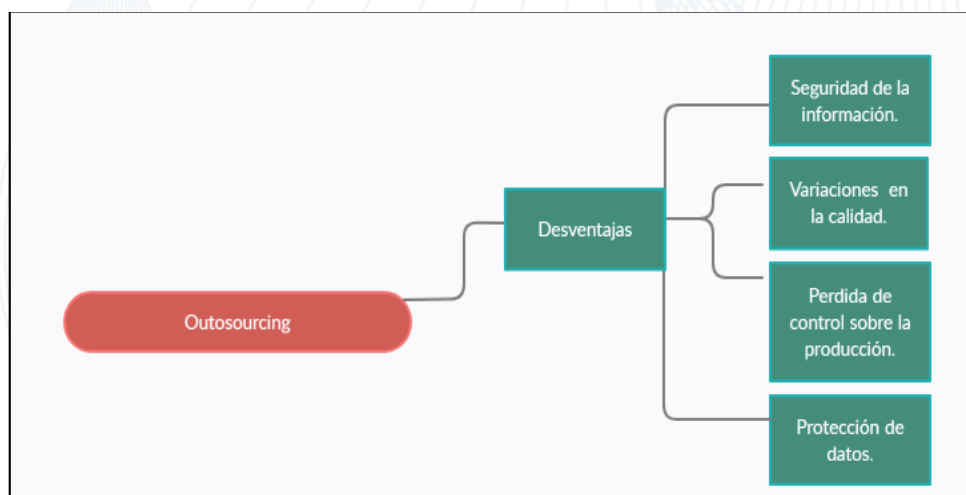 Seguridad de la
información.
Variaciones en
la calidad.
Desventajas
Perdida de
control sobre la
producción.
Outosourcing
Protección de
datos.